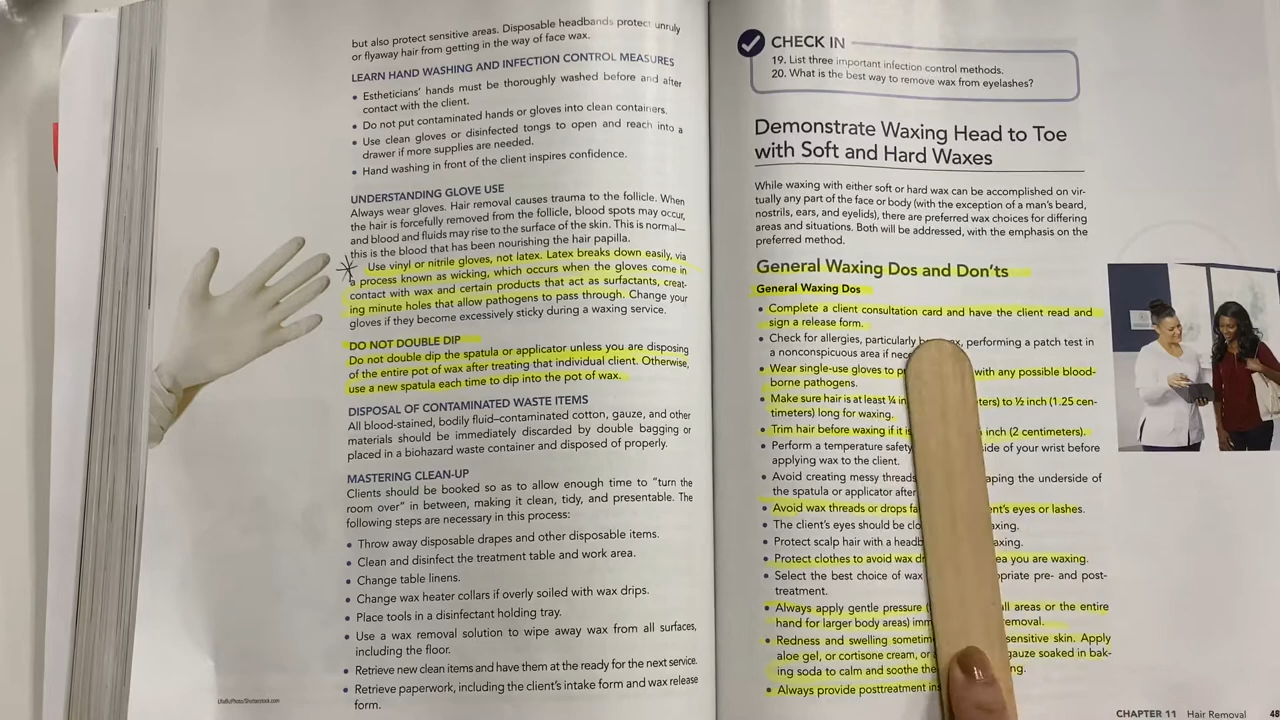 but also protect sensitive areas. Disposable headbands protect unruly
or flyaway hair from getting in the way of face wax.
LEARN HAND WASHING AND INFECTION CONTROL MEASURES
• Estheticians' hands must be thoroughly washed before and after
contact with the client.
• Do not put contaminated hands or gloves into clean containers.
• Use clean gloves or disinfected tongs to open and reach into a
drawer if more supplies are needed.
• Hand washing in front of the client inspires confidence.
UNDERSTANDING GLOVE USE
Always wear gloves. Hair removal causes trauma to the follicle. When
the hair is forcefully removed from the follicle, blood spots may occur,
and blood and fluids may rise to the surface of the skin. This is normal—
this is the blood that has been nourishing the hair papilla.
Use vinyl or nitrile gloves, not latex. Latex breaks down easily, via
a process known as wicking, which occurs when the gloves come in
contact with wax and certain products that act as surfactants, creat-
ing minute holes that allow pathogens to pass through. Change your
gloves if they become excessively sticky during a waxing service.
DO NOT DOUBLE DIP
Do not double dip the spatula or applicator unless you are disposing
of the entire pot of wax after treating that individual client. Otherwise,
use a new spatula each time to dip into the pot of wax.
DISPOSAL OF CONTAMINATED WASTE ITEMS
All blood-stained, bodily fluid–contaminated cotton, gauze, and other
materials should be immediately discarded by double bagging or
placed in a biohazard waste container and disposed of properly.
MASTERING CLEAN-UP
Clients should be booked so as to allow enough time to "turn the
room over" in between, making it clean, tidy, and presentable. The
following steps are necessary in this process:
• Throw away disposable drapes and other disposable items.
• Clean and disinfect the treatment table and work area.
• Change table linens.
• Change wax heater collars if overly soiled with wax drips.
• Place tools in a disinfectant holding tray.
• Use a wax removal solution to wipe away wax from all surfaces,
including the floor.
• Retrieve new clean items and have them at the ready for the next service.
• Retrieve paperwork, including the client's intake form and wax release
form.
CHECK IN
19. List three important infection control methods.
20. What is the best way to remove wax from eyelashes?
Demonstrate Waxing Head to Toe
with Soft and Hard Waxes
While waxing with either soft or hard wax can be accomplished on vir-
tually any part of the face or body (with the exception of a man's beard,
nostrils, ears, and eyelids), there are preferred wax choices for differing
areas and situations. Both will be addressed, with the emphasis on the
preferred method.
General Waxing Dos and Don'ts
General Waxing Dos
• Complete a client consultation card and have the client read and
sign a release form.
• Check for allergies, particularly performing a patch test in
a nonconspicuous area if
• Wear single-use gloves to with any possible blood-
borne pathogens.
• Make sure hair is at least ¼ to ½ inch (1.25 cen-
timeters) long for waxing.
• Trim hair before waxing if it is inch (2 centimeters).
• Perform a temperature safety of your wrist before
applying wax to the client.
• Avoid creating messy threads the underside of
the spatula or applicator after
• Avoid wax threads or drops eyes or lashes.
• The client's eyes should be
• Protect scalp hair with a
• Protect clothes to avoid wax you are waxing.
• Select the best choice of wax pre- and post-
treatment.
• Always apply gentle pressure areas or the entire
hand for larger body areas) removal.
• Redness and swelling sensitive skin. Apply
aloe gel, or cortisone cream, or gauze soaked in bak-
ing soda to calm and soothe the
• Always provide posttreatment
CHAPTER 11 Hair Removal